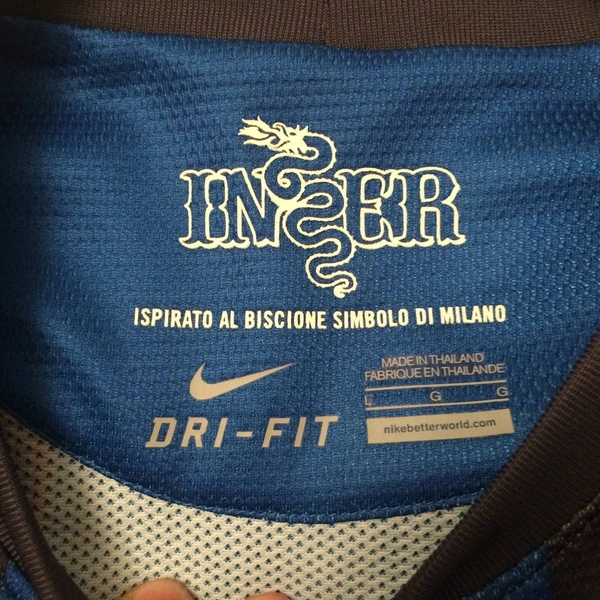 INTER
ISPIRATO AL BISCIONE SIMBOLO DI MILANO
DRI-FIT
MADE IN THAILAND
FABRIQUE EN THAILANDE
L G G
nikebetterworld.com